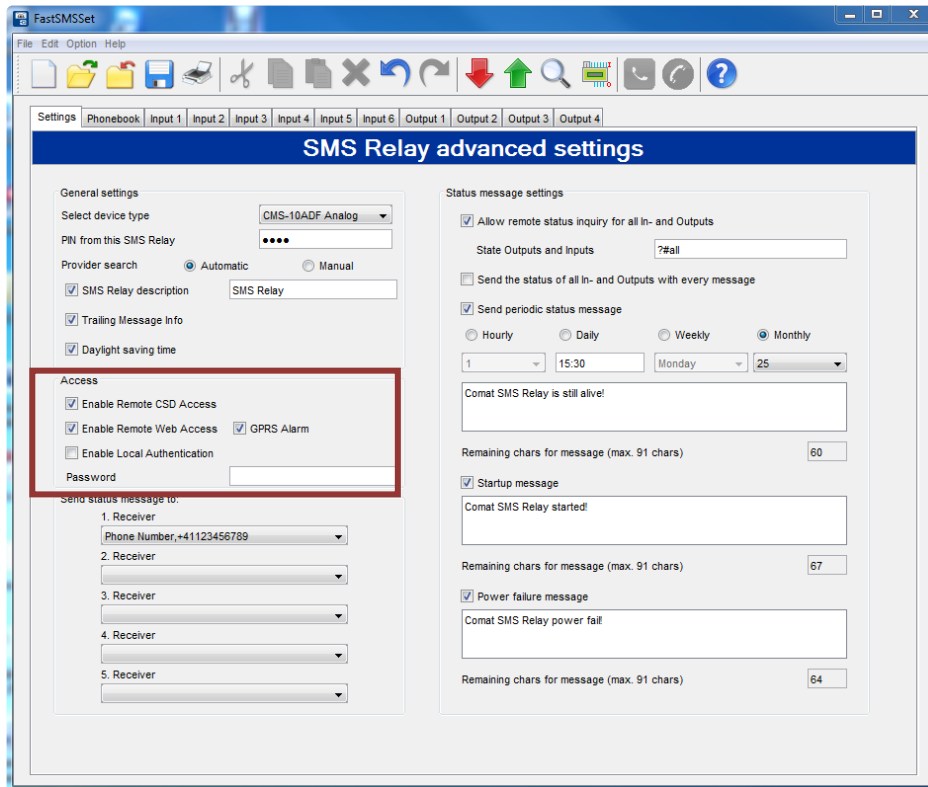 FastSMSSet
File Edit Option Help
Settings Phonebook Input 1 Input 2 Input 3 Input 4 Input 5 Input 6 Output 1 Output 2 Output 3 Output 4
SMS Relay advanced settings
General settings
Select device type CMS-10ADF Analog
PIN from this SMS Relay ••••
Provider search Automatic Manual
SMS Relay description SMS Relay
Trailing Message Info
Daylight saving time
Access
Enable Remote CSD Access
Enable Remote Web Access GPRS Alarm
Enable Local Authentication
Password
Send status message to:
1. Receiver
Phone Number,+41123456789
2. Receiver
3. Receiver
4. Receiver
5. Receiver
Status message settings
Allow remote status inquiry for all In- and Outputs
State Outputs and Inputs ?#all
Send the status of all In- and Outputs with every message
Send periodic status message
Hourly Daily Weekly Monthly
1 15:30 Monday 25
Comat SMS Relay is still alive!
Remaining chars for message (max. 91 chars) 60
Startup message
Comat SMS Relay started!
Remaining chars for message (max. 91 chars) 67
Power failure message
Comat SMS Relay power fail!
Remaining chars for message (max. 91 chars) 64